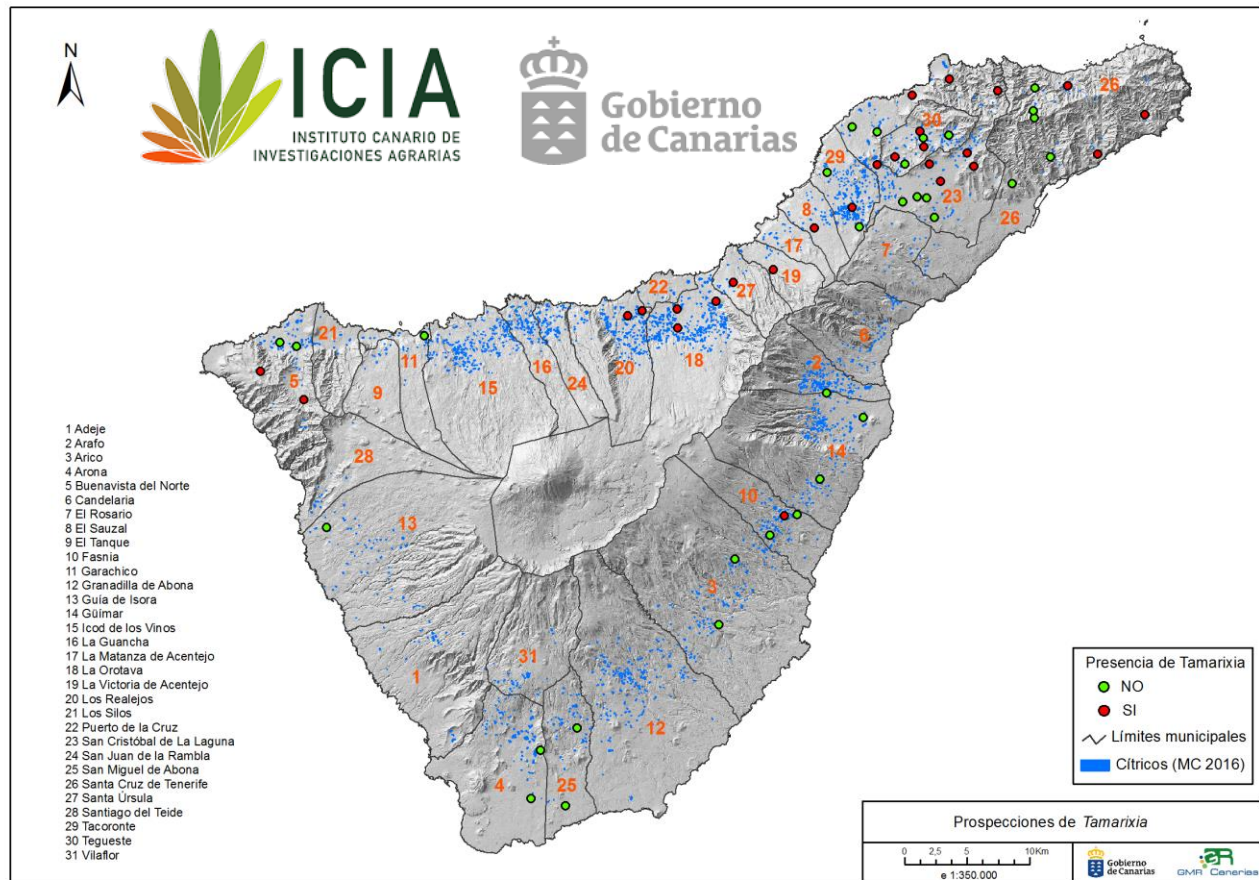 N
ICIA
INSTITUTO CANARIO DE
INVESTIGACIONES AGRARIAS
Gobierno
de Canarias
26
30
29
23
8
26
17
7
19
27
22
6
21
2
18
20
16
11
24
15
5
9
14
28
10
13
3
31
1
12
4
25
1 Adeje
2 Arafo
3 Arico
4 Arona
5 Buenavista del Norte
6 Candelaria
7 El Rosario
8 El Sauzal
9 El Tanque
10 Fasnia
11 Garachico
12 Granadilla de Abona
13 Guía de Isora
14 Güímar
15 Icod de los Vinos
16 La Guancha
17 La Matanza de Acentejo
18 La Orotava
19 La Victoria de Acentejo
20 Los Realejos
21 Los Silos
22 Puerto de la Cruz
23 San Cristóbal de La Laguna
24 San Juan de la Rambla
25 San Miguel de Abona
26 Santa Cruz de Tenerife
27 Santa Úrsula
28 Santiago del Teide
29 Tacoronte
30 Tegueste
31 Vilaflor
Presencia de Tamarixia
NO
SI
Límites municipales
Cítricos (MC 2016)
Prospecciones de Tamarixia
0 2,5 5 10Km
e 1:350.000
Gobierno
de Canarias
GMR Canarias